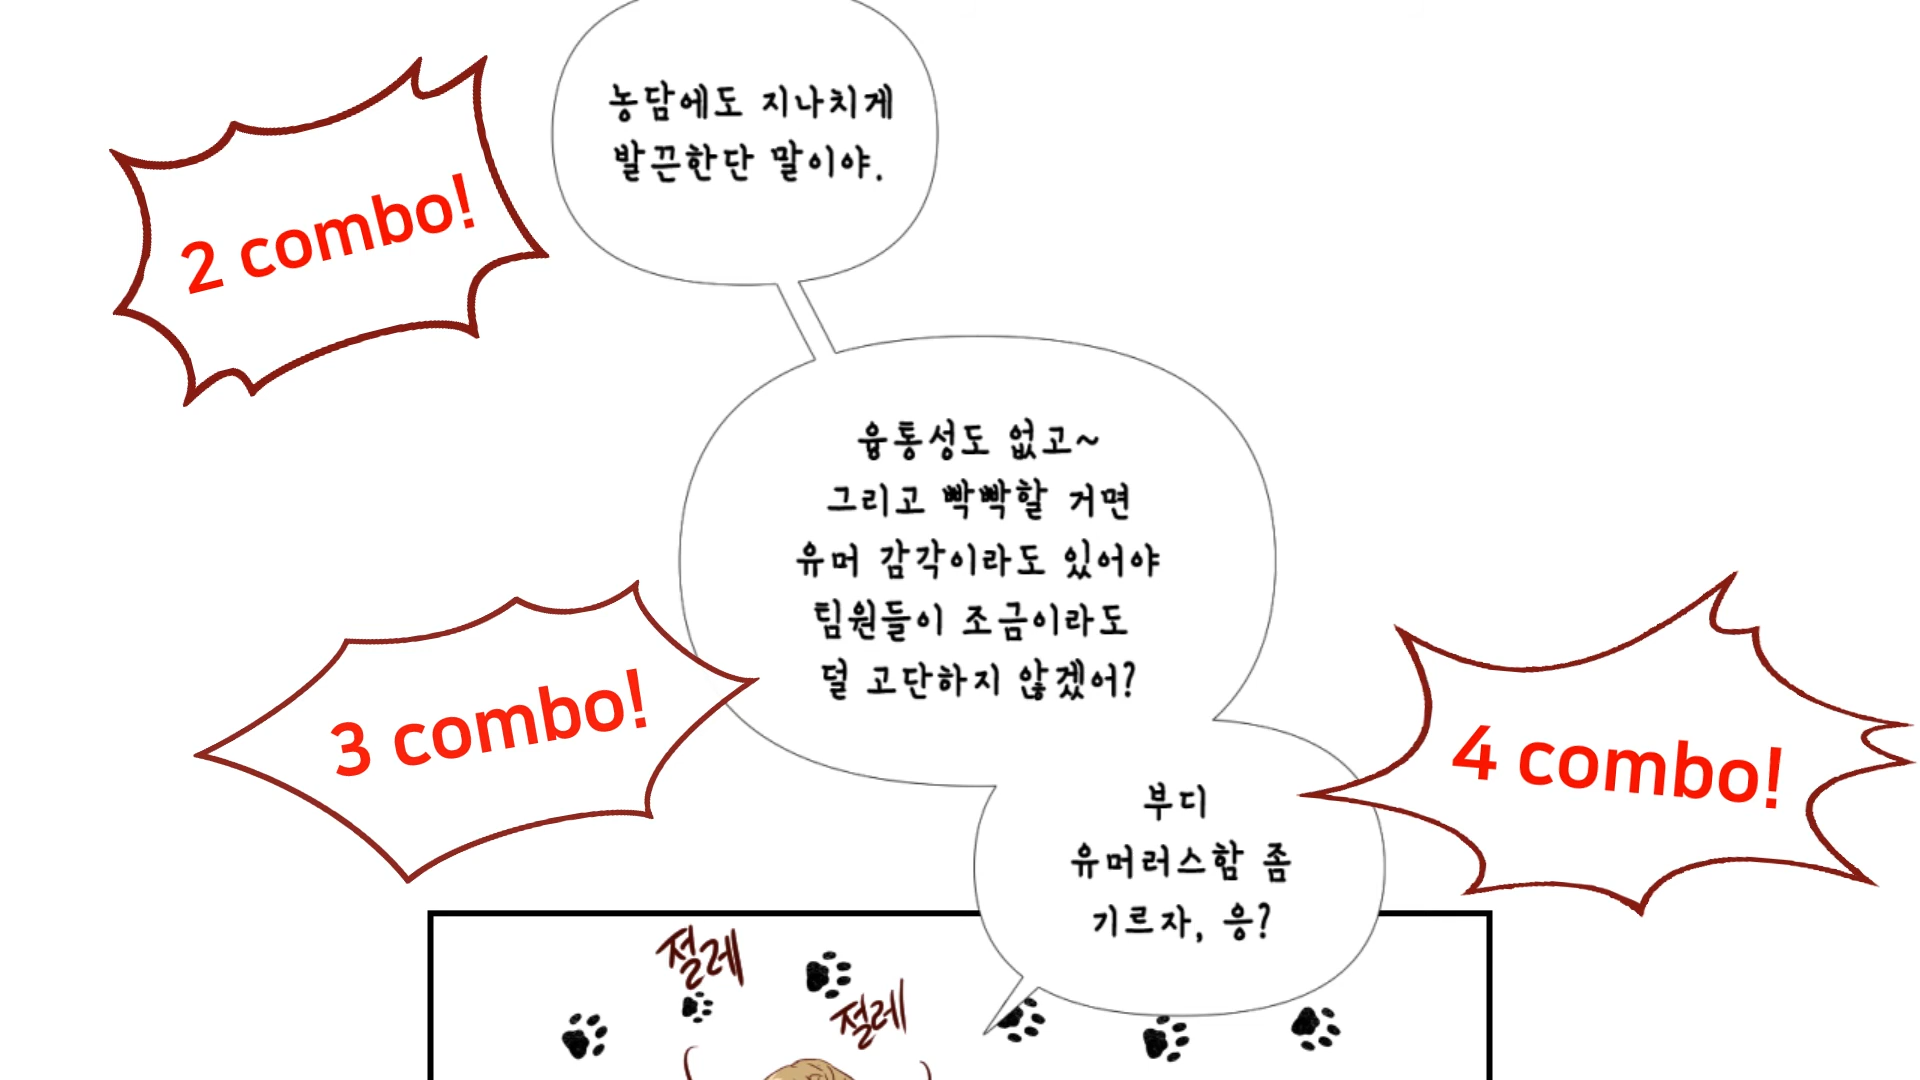 농담에도 지나치게
발끈한단 말이야.
2 combo!
융통성도 없고~
그리고 빡빡할 거면
유머 감각이라도 있어야
팀원들이 조금이라도
덜 고단하지 않겠어?
3 combo!
4 combo!
부디
유머러스함 좀
기르자, 응?
절레
절레